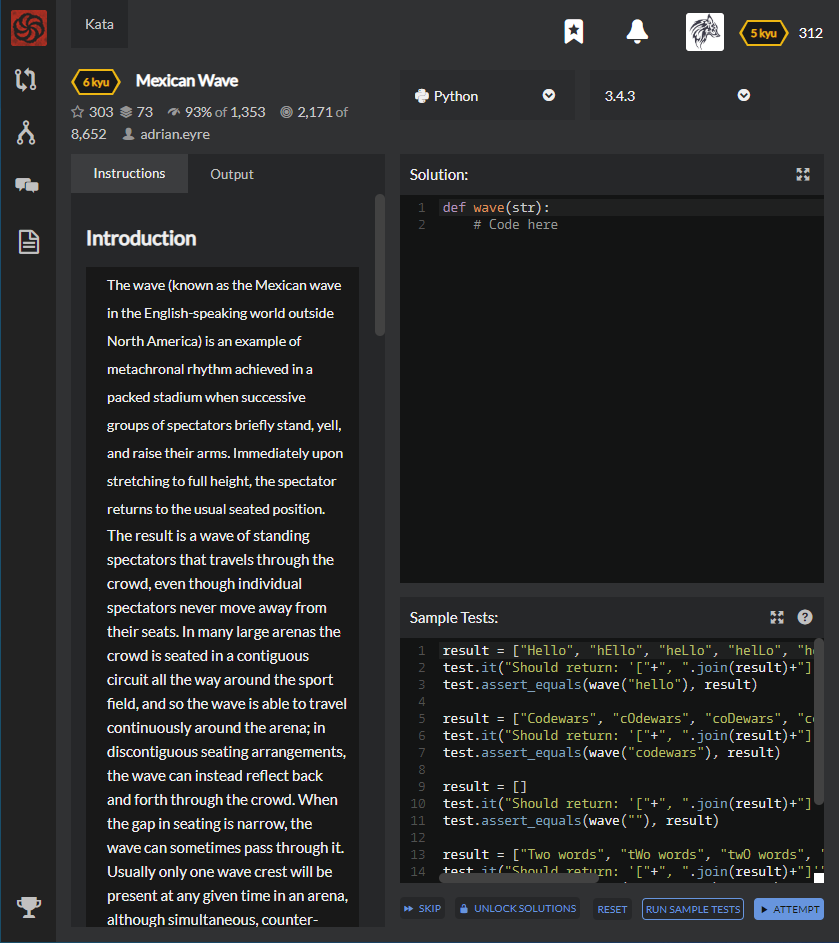 Kata
5 kyu 312
6 kyu Mexican Wave
303 73 93% of 1,353 2,171 of
8,652 adrian.eyre
Python
3.4.3
Instructions Output
Introduction
The wave (known as the Mexican wave
in the English-speaking world outside
North America) is an example of
metachronal rhythm achieved in a
packed stadium when successive
groups of spectators briefly stand, yell,
and raise their arms. Immediately upon
stretching to full height, the spectator
returns to the usual seated position.
The result is a wave of standing
spectators that travels through the
crowd, even though individual
spectators never move away from
their seats. In many large arenas the
crowd is seated in a contiguous
circuit all the way around the sport
field, and so the wave is able to travel
continuously around the arena; in
discontiguous seating arrangements,
the wave can instead reflect back
and forth through the crowd. When
the gap in seating is narrow, the
wave can sometimes pass through it.
Usually only one wave crest will be
present at any given time in an arena,
although simultaneous, counter-
Solution:
1 def wave(str):
2 # Code here
Sample Tests:
1 result = ["Hello", "hEllo", "heLlo", "helLo", "he
2 test.it("Should return: '["+", ".join(result)+"]
3 test.assert_equals(wave("hello"), result)
4
5 result = ["Codewars", "cOdewars", "coDewars", "co
6 test.it("Should return: '["+", ".join(result)+"]
7 test.assert_equals(wave("codewars"), result)
8
9 result = []
10 test.it("Should return: '["+", ".join(result)+"]
11 test.assert_equals(wave(""), result)
12
13 result = ["Two words", "tWo words", "twO words", "
14 test.it("Should return: '["+", ".join(result)+"]'"
SKIP UNLOCK SOLUTIONS RESET RUN SAMPLE TESTS ATTEMPT